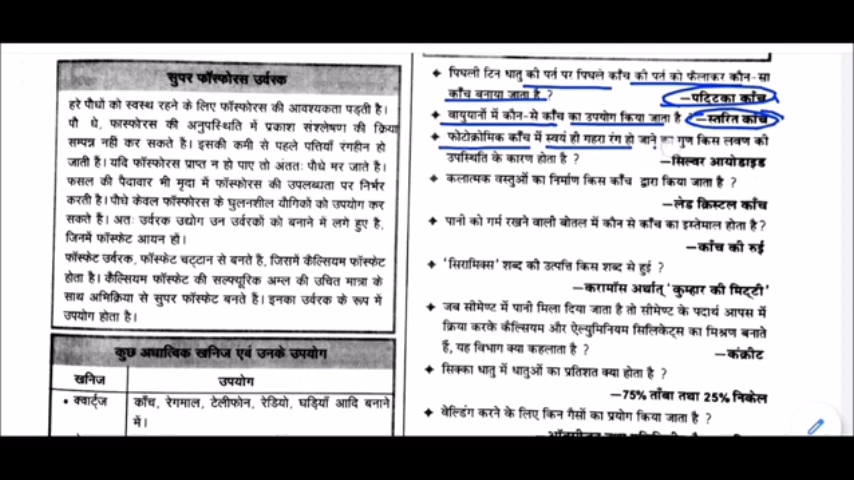 सुपर फॉस्फोरस उर्वरक
हरे पौधों को स्वस्थ रहने के लिए फॉस्फोरस की आवश्यकता पड़ती है।
पौ धे, फास्फोरस की अनुपस्थिति में प्रकाश संश्लेषण की क्रिया
सम्पन्न नहीं कर सकते है। इसकी कमी से पहले पत्तियाँ रंगहीन हो
जाती है। यदि फॉस्फोरस प्राप्त न हो पाए तो अंततः पौधे मर जाते है।
फसल की पैदावार भी मृदा में फॉस्फोरस की उपलब्धता पर निर्भर
करती है। पौधे केवल फॉस्फोरस के घुलनशील यौगिको को उपयोग कर
सकते हैं। अतः उर्वरक उद्योग उन उर्वरकों को बनाने में लगे हुए है,
जिनमें फॉस्फेट आयन हो।
फॉस्फेट उर्वरक, फॉस्फेट चट्टान से बनते है, जिसमें कैल्सियम फॉस्फेट
होता है। कैल्सियम फॉस्फेट की सल्फ्यूरिक अम्ल की उचित मात्रा के
साथ अभिक्रिया से सुपर फॉस्फेट बनते है। इनका उर्वरक के रूप में
उपयोग होता है।
कुछ अधात्विक खनिज एवं उनके उपयोग
खनिज उपयोग
• क्वार्ट्ज काँच, रेगमाल, टेलीफोन, रेडियो, घड़ियाँ आदि बनाने
में।
✦ पिघली टिन धातु की पर्त पर पिघले काँच की पर्त को फैलाकर कौन-सा
काँच बनाया जाता है ?
–पट्टिका काँच
✦ वायुयानों में कौन-से काँच का उपयोग किया जाता है ? –स्तरित काँच
✦ फोटोक्रोमिक काँच में स्वयं ही गहरा रंग हो जाने का गुण किस लवण की
उपस्थिति के कारण होता है ? –सिल्वर आयोडाइड
✦ कलात्मक वस्तुओं का निर्माण किस काँच द्वारा किया जाता है ?
–लेड क्रिस्टल काँच
✦ पानी को गर्म रखने वाली बोतल में कौन से काँच का इस्तेमाल होता है?
–काँच की रुई
✦ 'सिरामिक्स' शब्द की उत्पत्ति किस शब्द से हुई ?
–करामॉस अर्थात् 'कुम्हार की मिट्टी'
✦ जब सीमेण्ट में पानी मिला दिया जाता है तो सीमेण्ट के पदार्थ आपस में
क्रिया करके कैल्सियम और ऐल्युमिनियम सिलिकेट्स का मिश्रण बनाते
हैं, यह विभाग क्या कहलाता है ? –कंक्रीट
✦ सिक्का धातु में धातुओं का प्रतिशत क्या होता है ?
–75% ताँबा तथा 25% निकेल
✦ वेल्डिंग करने के लिए किन गैसों का प्रयोग किया जाता है ?